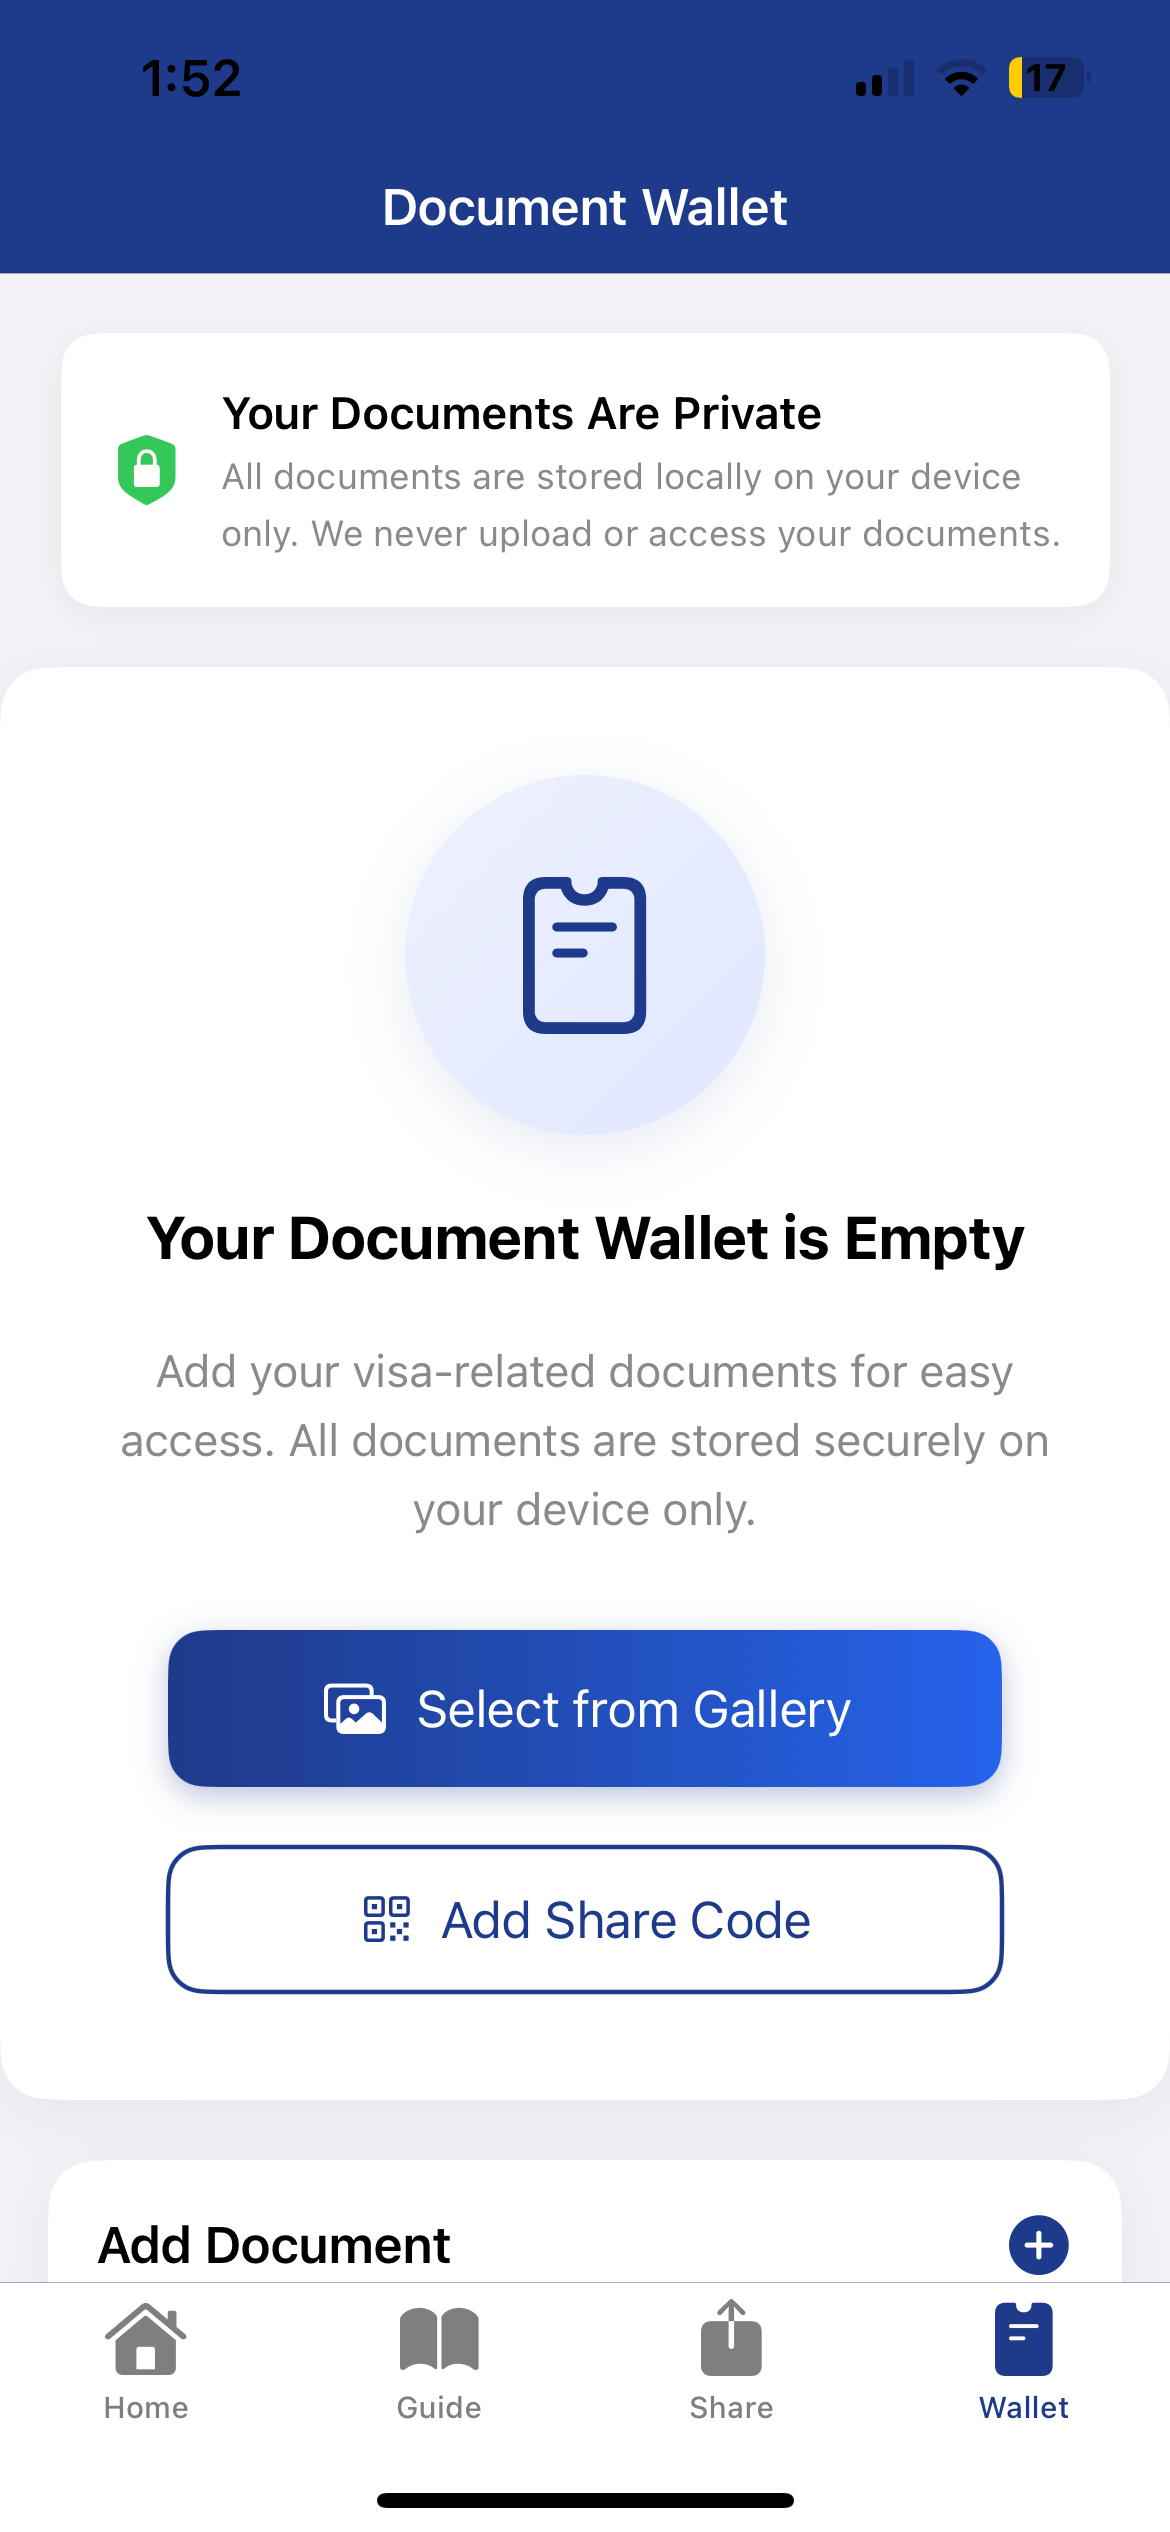 1:52
17
Document Wallet
Your Documents Are Private
All documents are stored locally on your device
only. We never upload or access your documents.
Your Document Wallet is Empty
Add your visa-related documents for easy
access. All documents are stored securely on
your device only.
Select from Gallery
Add Share Code
Add Document
Home
Guide
Share
Wallet